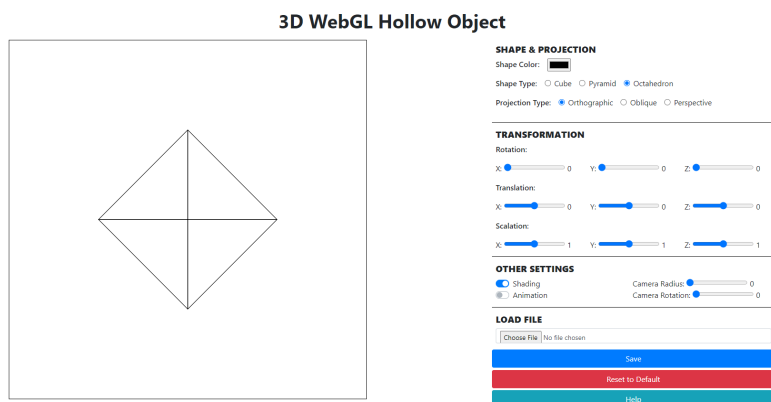 3D WebGL Hollow Object
SHAPE & PROJECTION
Shape Color:
Shape Type: Cube Pyramid Octahedron
Projection Type: Orthographic Oblique Perspective
TRANSFORMATION
Rotation:
X: 0 Y: 0 Z: 0
Translation:
X: 0 Y: 0 Z: 0
Scalation:
X: 1 Y: 1 Z: 1
OTHER SETTINGS
Shading Camera Radius: 0
Animation Camera Rotation: 0
LOAD FILE
Choose File No file chosen
Save
Reset to Default
Help